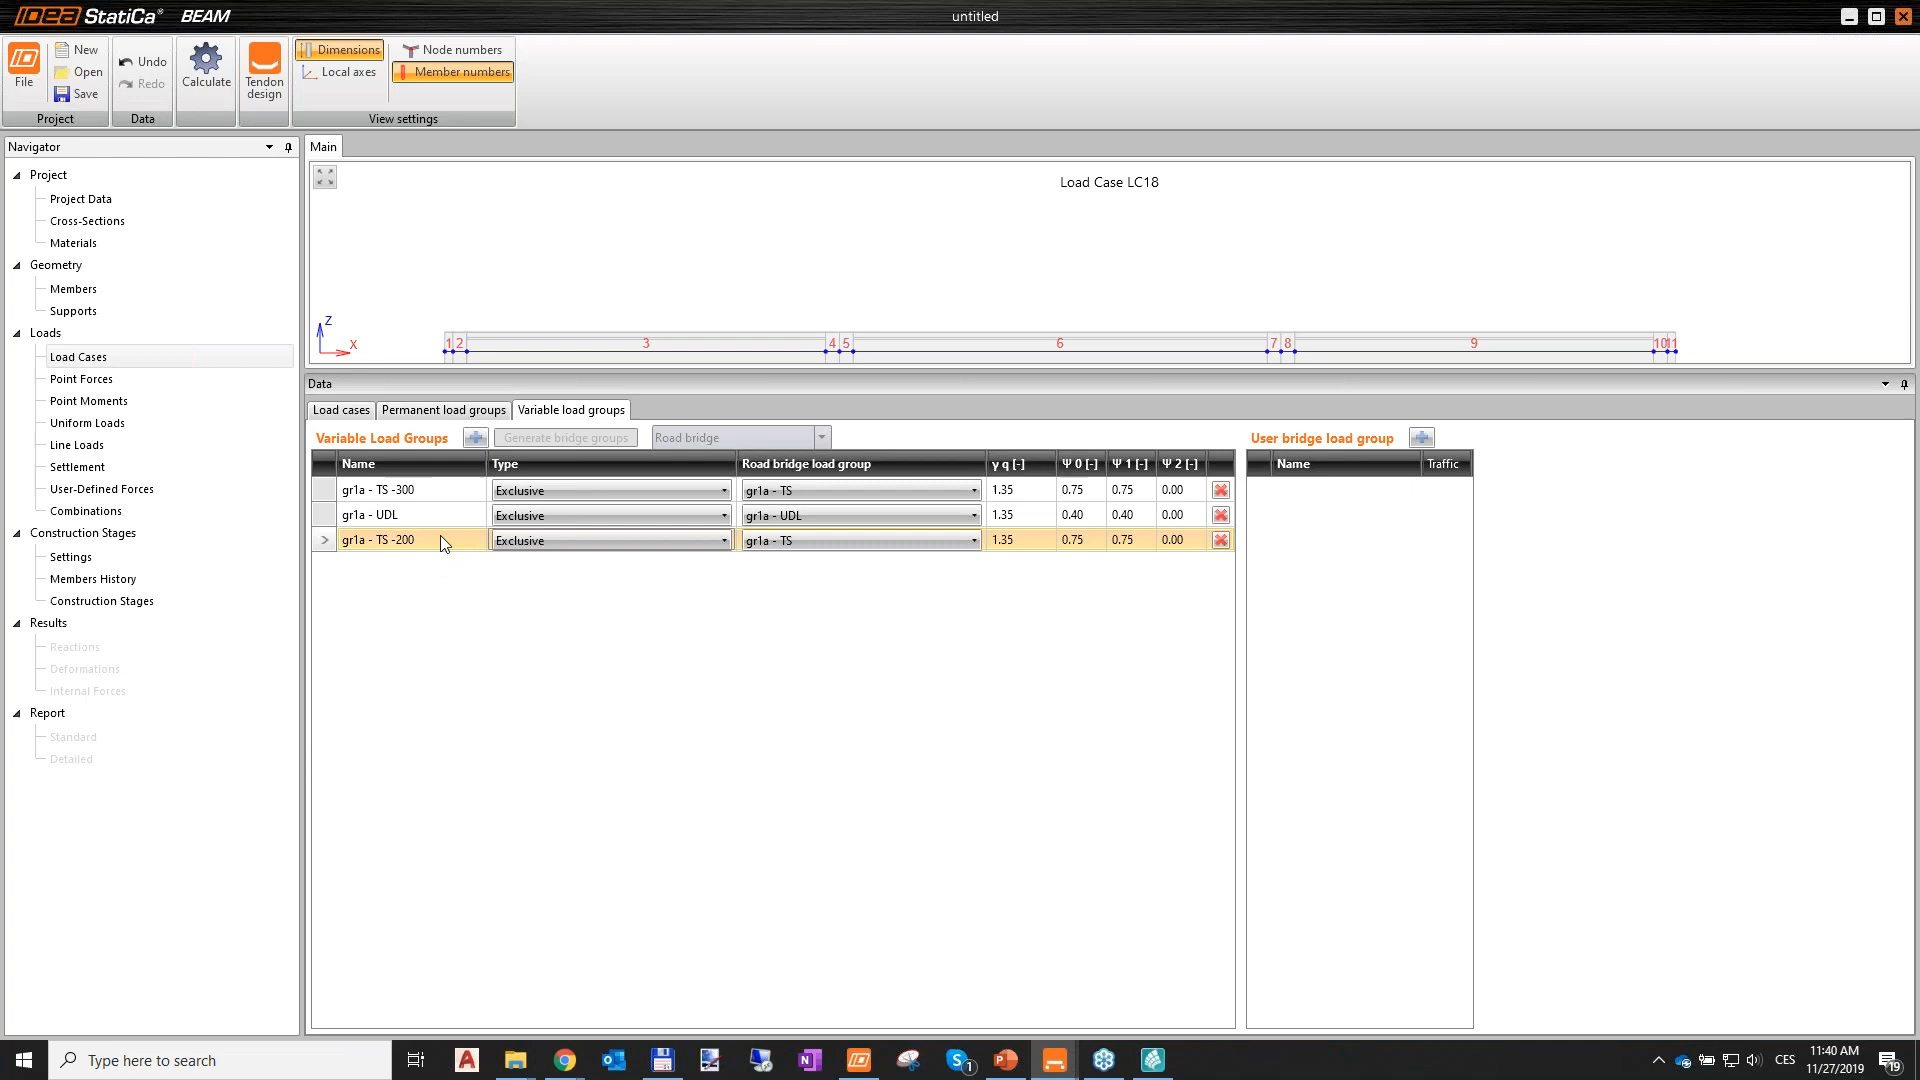 IDEA StatiCa® BEAM
untitled
File
New
Open
Save
Project
Undo
Redo
Data
Calculate
Tendon
design
Dimensions
Local axes
Node numbers
Member numbers
View settings
Navigator
Project
Project Data
Cross-Sections
Materials
Geometry
Members
Supports
Loads
Load Cases
Point Forces
Point Moments
Uniform Loads
Line Loads
Settlement
User-Defined Forces
Combinations
Construction Stages
Settings
Members History
Construction Stages
Results
Reactions
Deformations
Internal Forces
Report
Standard
Detailed
Main
Load Case LC18
Z
X
1 2 3 4 5 6 7 8 9 10 11
Data
Load cases Permanent load groups Variable load groups
Variable Load Groups Generate bridge groups Road bridge
Name Type Road bridge load group γ q [-] Ψ 0 [-] Ψ 1 [-] Ψ 2 [-]
gr1a - TS -300 Exclusive gr1a - TS 1.35 0.75 0.75 0.00
gr1a - UDL Exclusive gr1a - UDL 1.35 0.40 0.40 0.00
> gr1a - TS -200 Exclusive gr1a - TS 1.35 0.75 0.75 0.00
User bridge load group
Name Traffic
Type here to search
CES
11:40 AM
11/27/2019
19
1